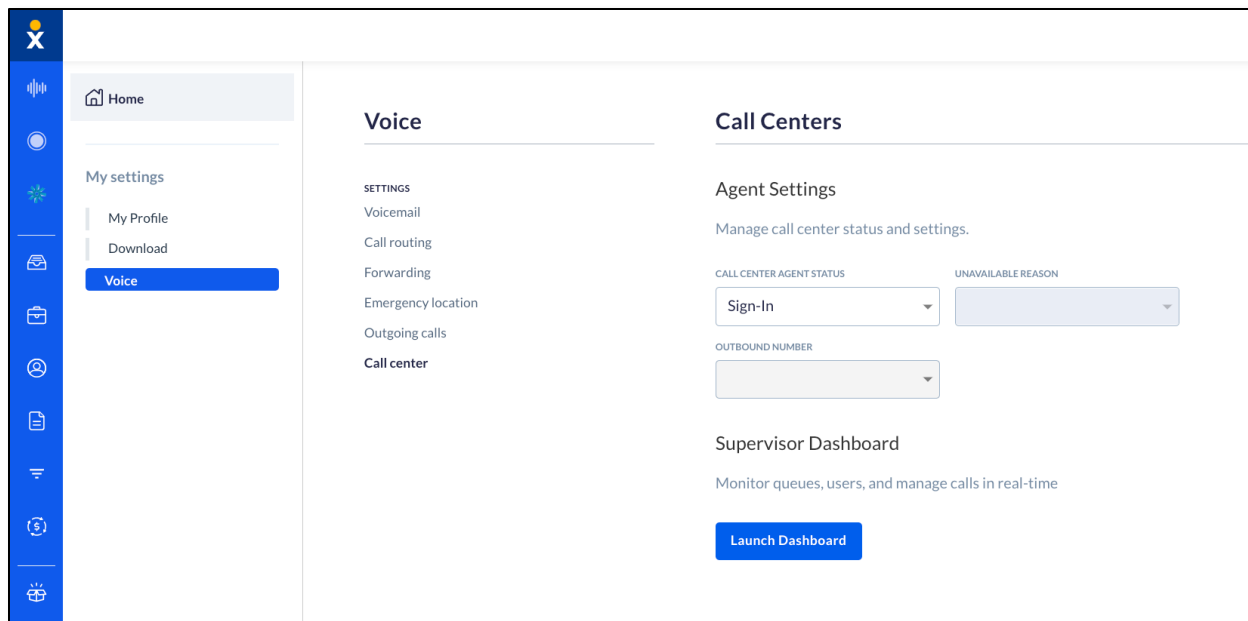 Home
My settings
My Profile
Download
Voice
Voice
SETTINGS
Voicemail
Call routing
Forwarding
Emergency location
Outgoing calls
Call center
Call Centers
Agent Settings
Manage call center status and settings.
CALL CENTER AGENT STATUS
Sign-In
UNAVAILABLE REASON
OUTBOUND NUMBER
Supervisor Dashboard
Monitor queues, users, and manage calls in real-time
Launch Dashboard